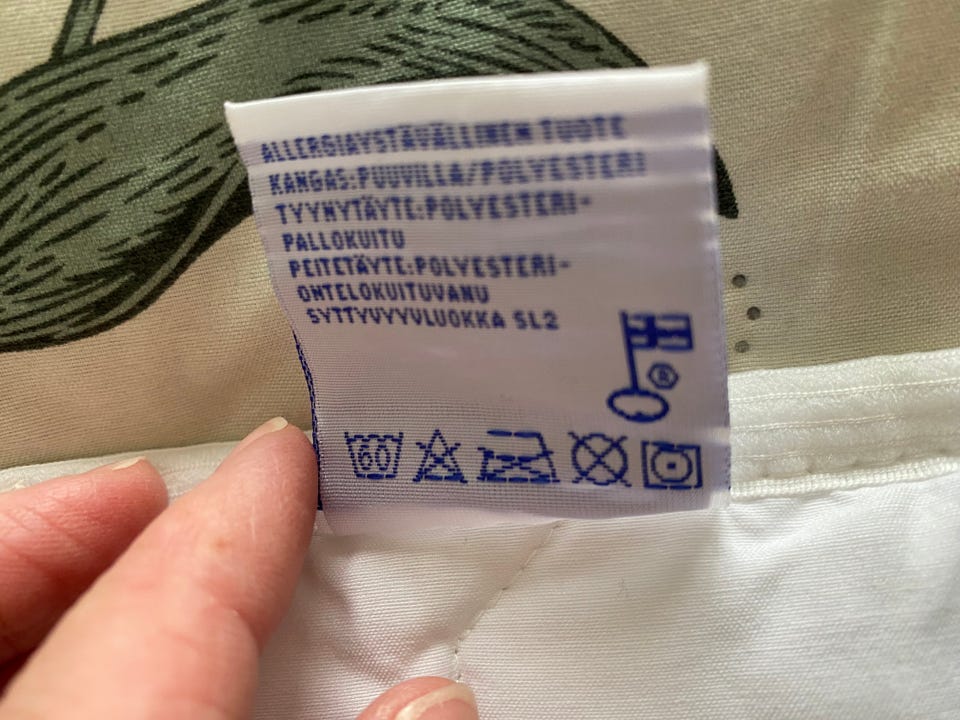 ALLERGIAYSTÄVÄLLINEN TUOTE
KANGAS:PUUVILLA/POLYESTERI
TYYNYTÄYTE:POLYESTERI-
PALLOKUITU
PEITETÄYTE:POLYESTERI-
ONTELOKUITUVANU
SYTTYVYYSLUOKKA SL2
®
60